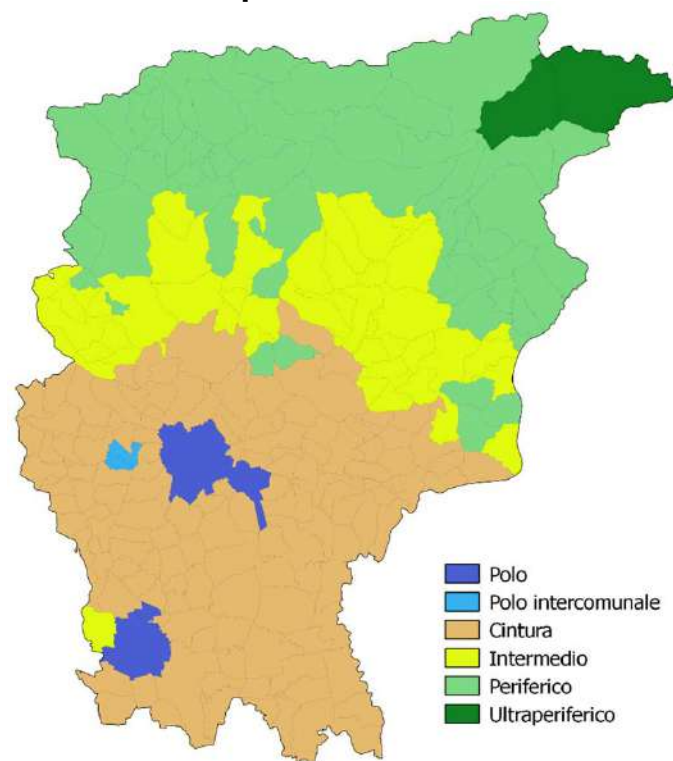 Polo
Polo intercomunale
Cintura
Intermedio
Periferico
Ultraperiferico